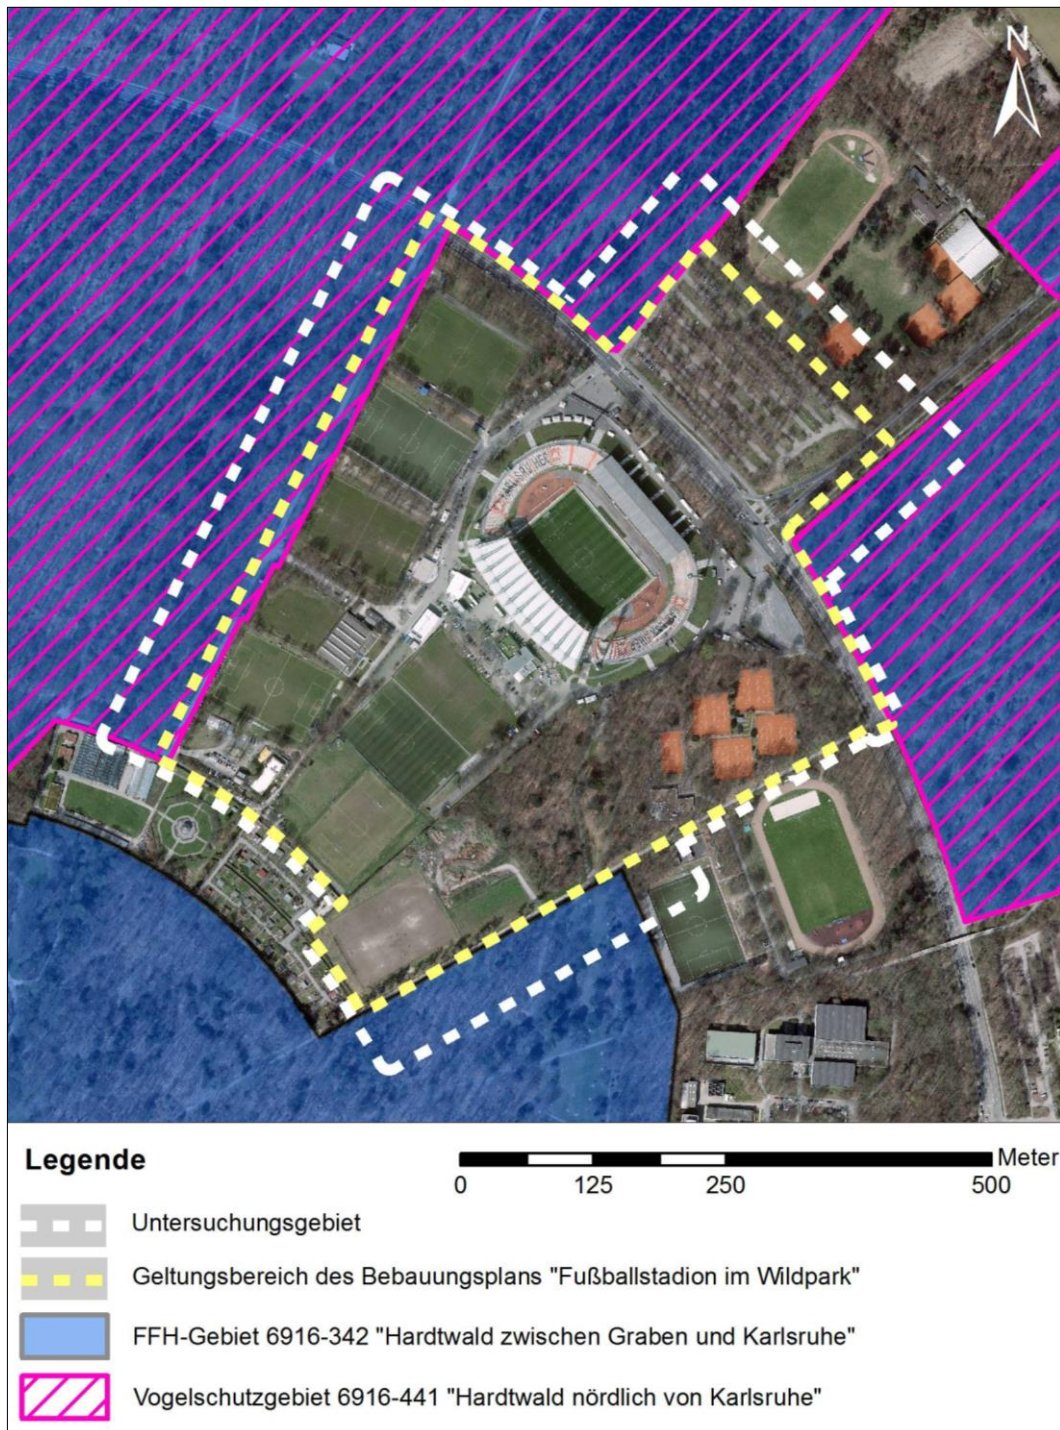 N
Legende
Meter
0 125 250 500
Untersuchungsgebiet
Geltungsbereich des Bebauungsplans "Fußballstadion im Wildpark"
FFH-Gebiet 6916-342 "Hardtwald zwischen Graben und Karlsruhe"
Vogelschutzgebiet 6916-441 "Hardtwald nördlich von Karlsruhe"